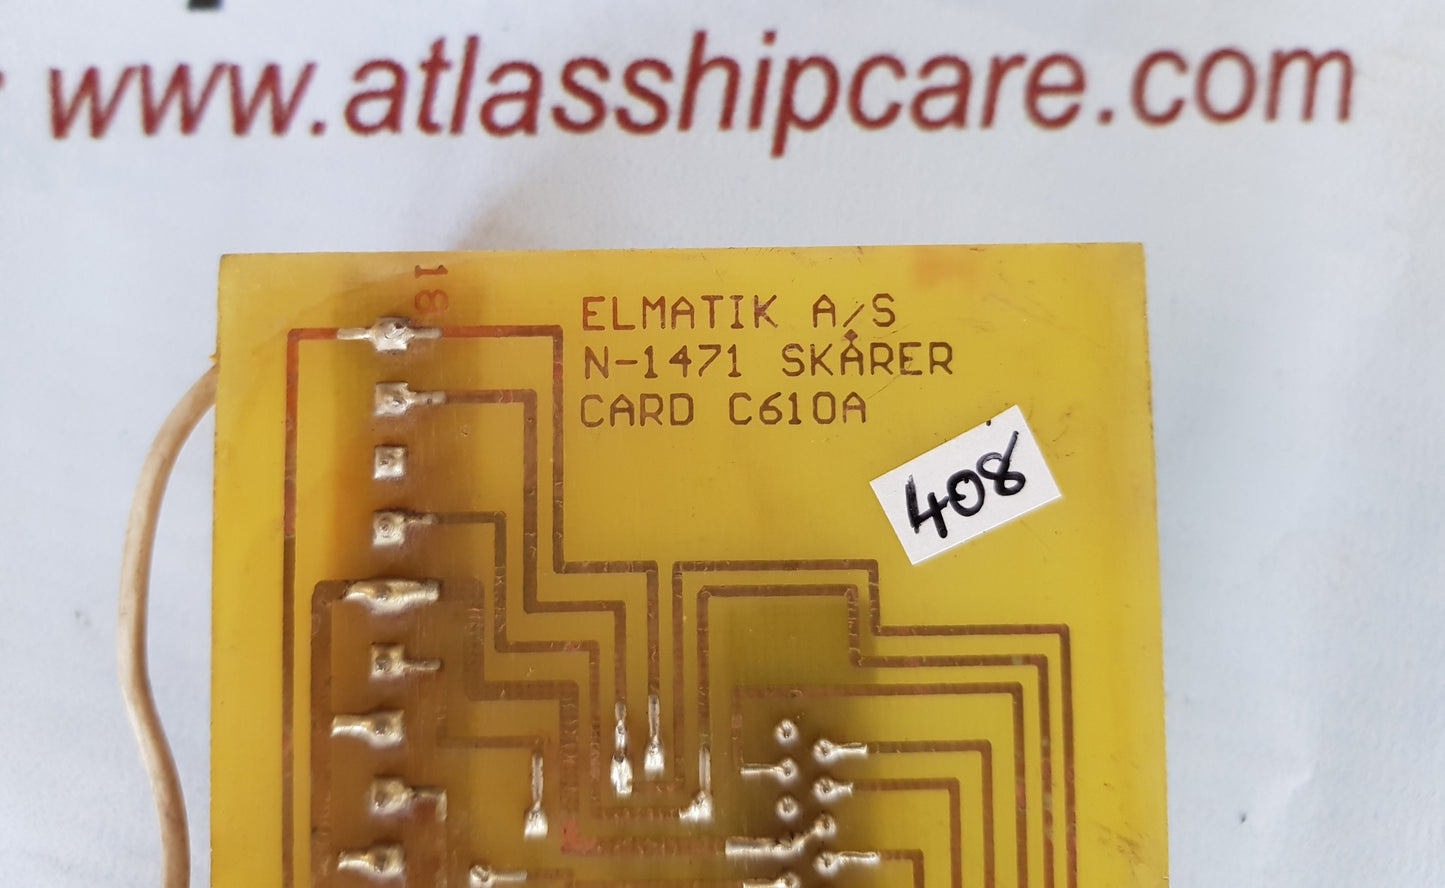 www.atlasshipcare.com
18
ELMATIK A/S
N-1471 SKÅRER
CARD C610A
408